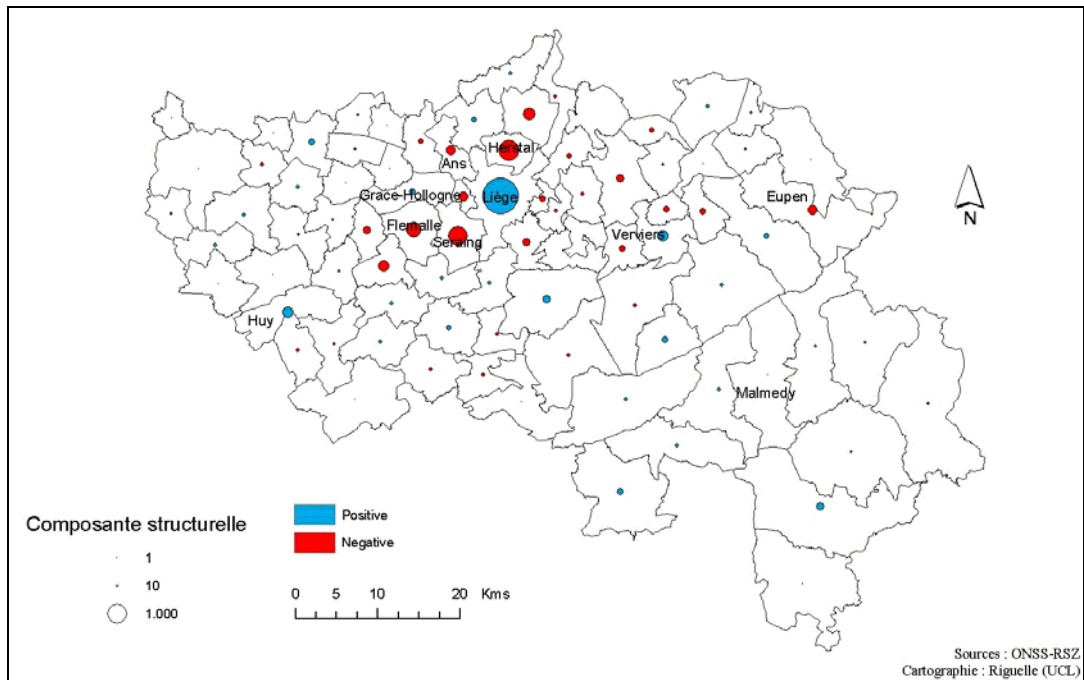 Herstal
Ans
Grace-Hollogne
Liège
Eupen
Flemalle
Seraing
Verviers
Huy
Malmedy
N
Composante structurelle
1
10
1.000
Positive
Negative
0 5 10 20 Kms
Sources : ONSS-RSZ
Cartographie : Riguelle (UCL)